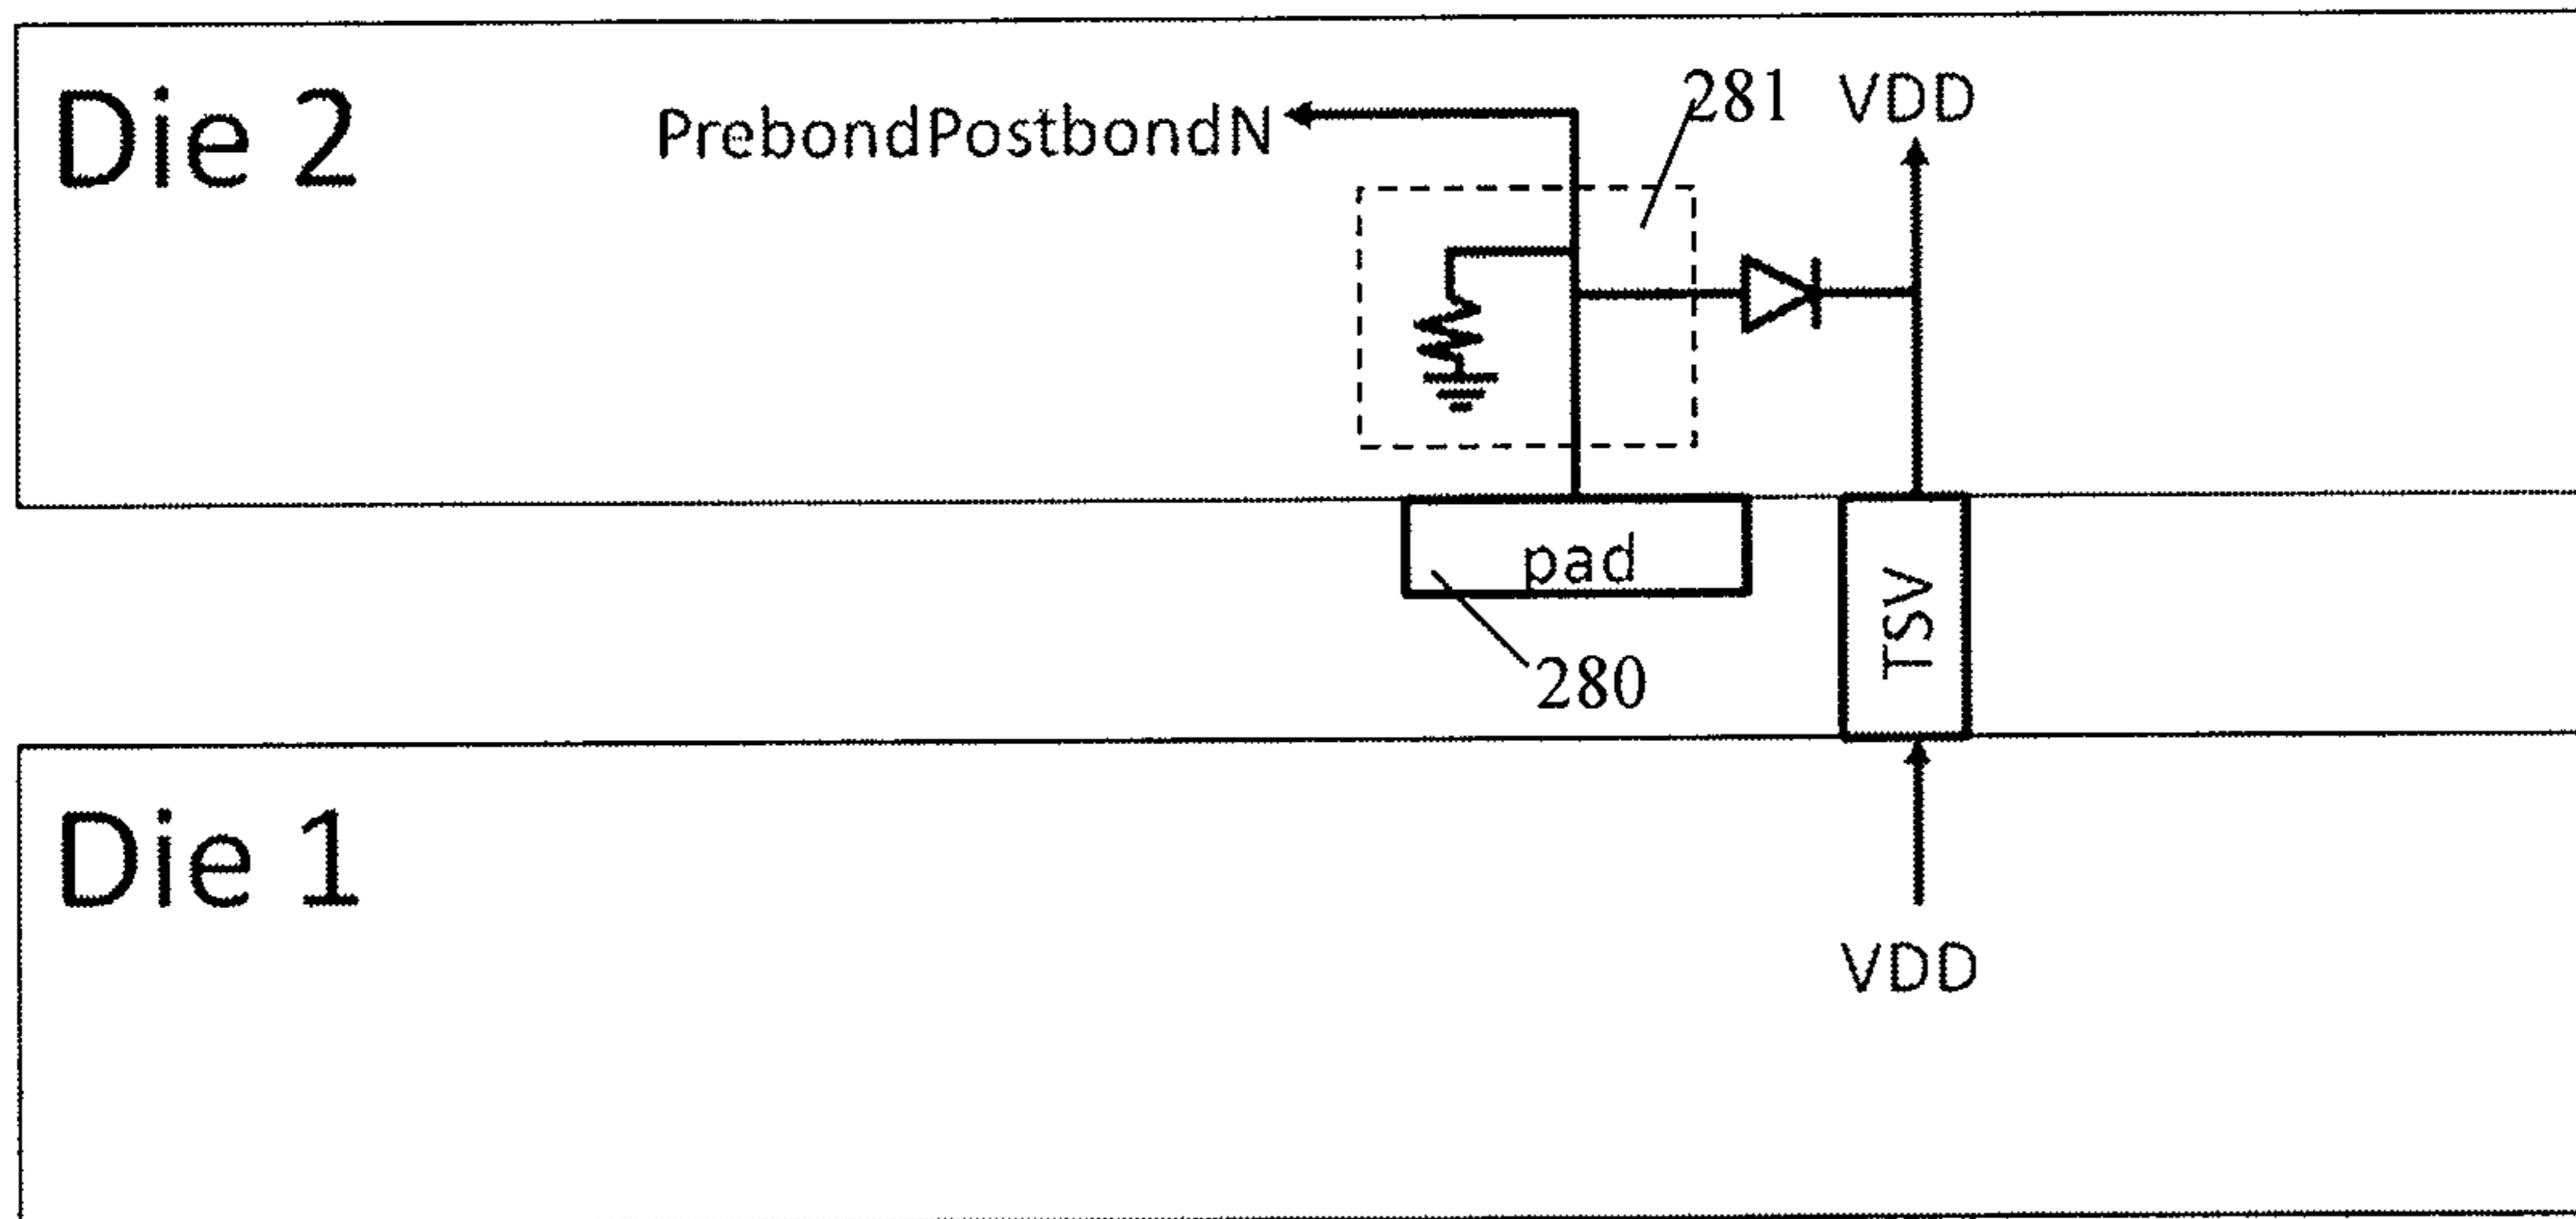 281 VDD
Die 2
PrebondPostbondN
pad
TSV
280
Die 1
VDD